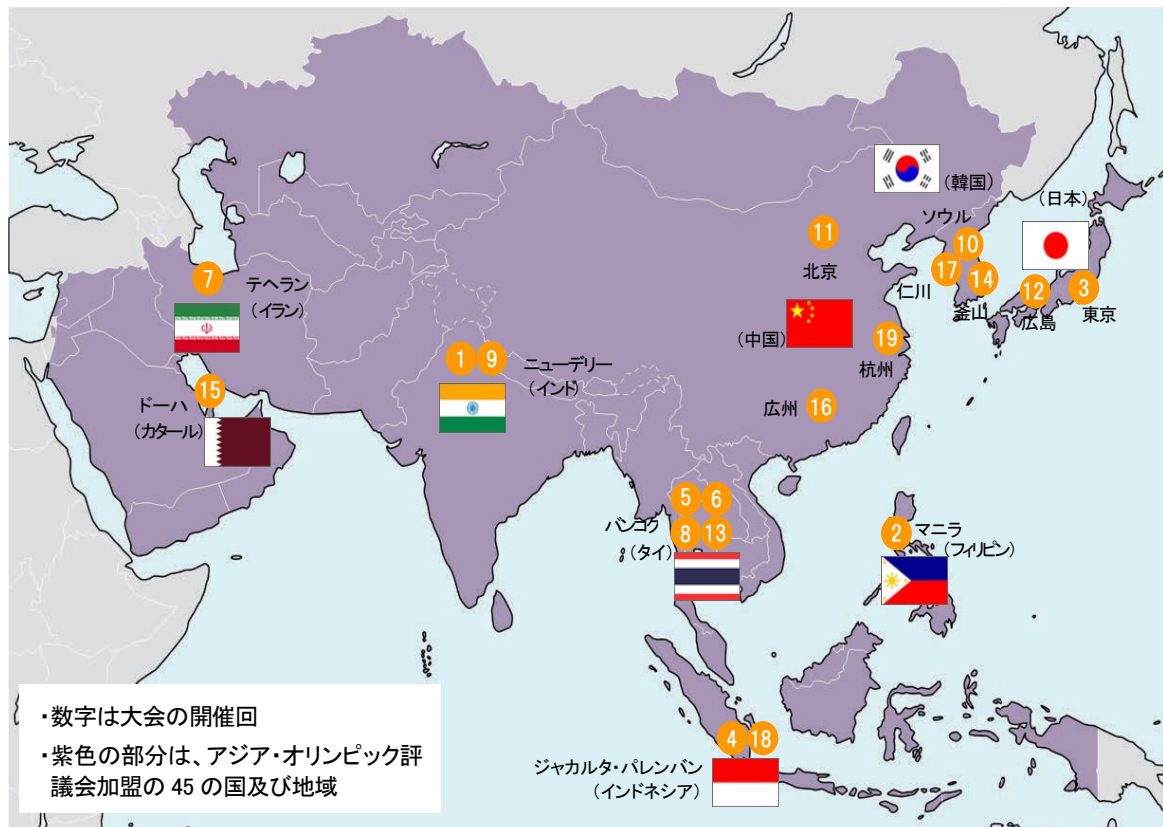 (韓国)
(日本)
ソウル
11
10
北京
17
14
仁川
釜山
12
3
広島
東京
7
テヘラン
(イラン)
(中国)
19
杭州
1
9
ニューデリー
(インド)
15
ドーハ
(カタール)
広州
16
5
6
バンコク
8
13
(タイ)
2
マニラ
(フィリピン)
4
18
ジャカルタ・パレンバン
(インドネシア)
・数字は大会の開催回
・紫色の部分は、アジア・オリンピック評
議会加盟の 45 の国及び地域